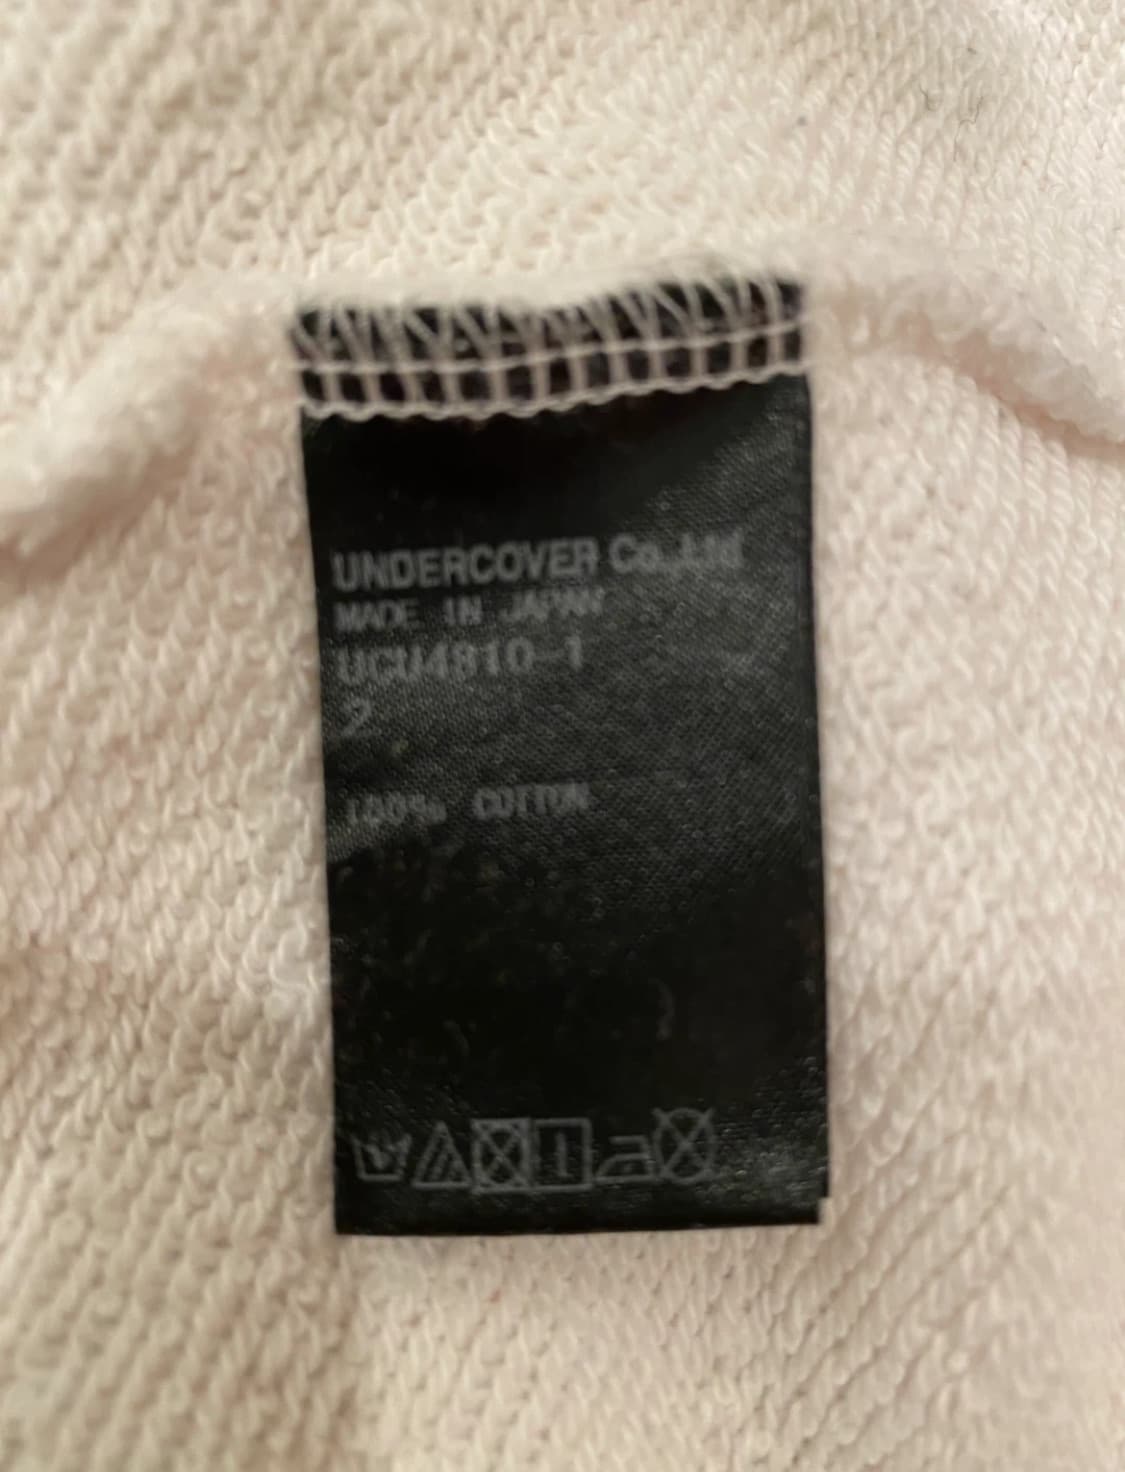 UNDERCOVER Co.,Ltd
MADE IN JAPAN
UCU4810-1
2
100% COTTON